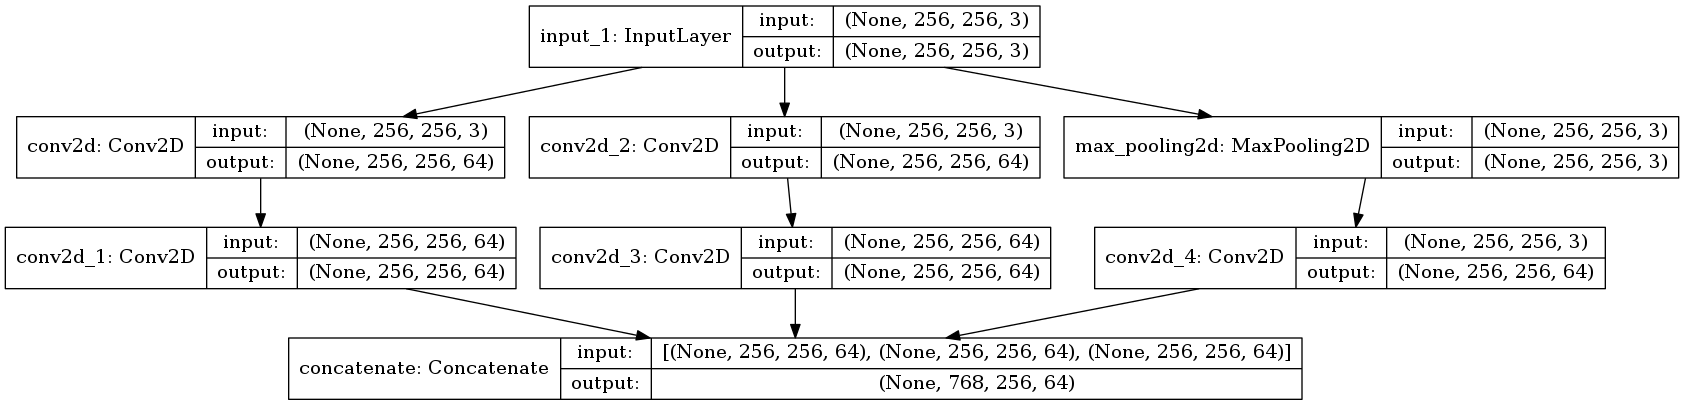 input_1: InputLayer
input: (None, 256, 256, 3)
output: (None, 256, 256, 3)
conv2d: Conv2D
input: (None, 256, 256, 3)
output: (None, 256, 256, 64)
conv2d_2: Conv2D
input: (None, 256, 256, 3)
output: (None, 256, 256, 64)
max_pooling2d: MaxPooling2D
input: (None, 256, 256, 3)
output: (None, 256, 256, 3)
conv2d_1: Conv2D
input: (None, 256, 256, 64)
output: (None, 256, 256, 64)
conv2d_3: Conv2D
input: (None, 256, 256, 64)
output: (None, 256, 256, 64)
conv2d_4: Conv2D
input: (None, 256, 256, 3)
output: (None, 256, 256, 64)
concatenate: Concatenate
input: [(None, 256, 256, 64), (None, 256, 256, 64), (None, 256, 256, 64)]
output: (None, 768, 256, 64)